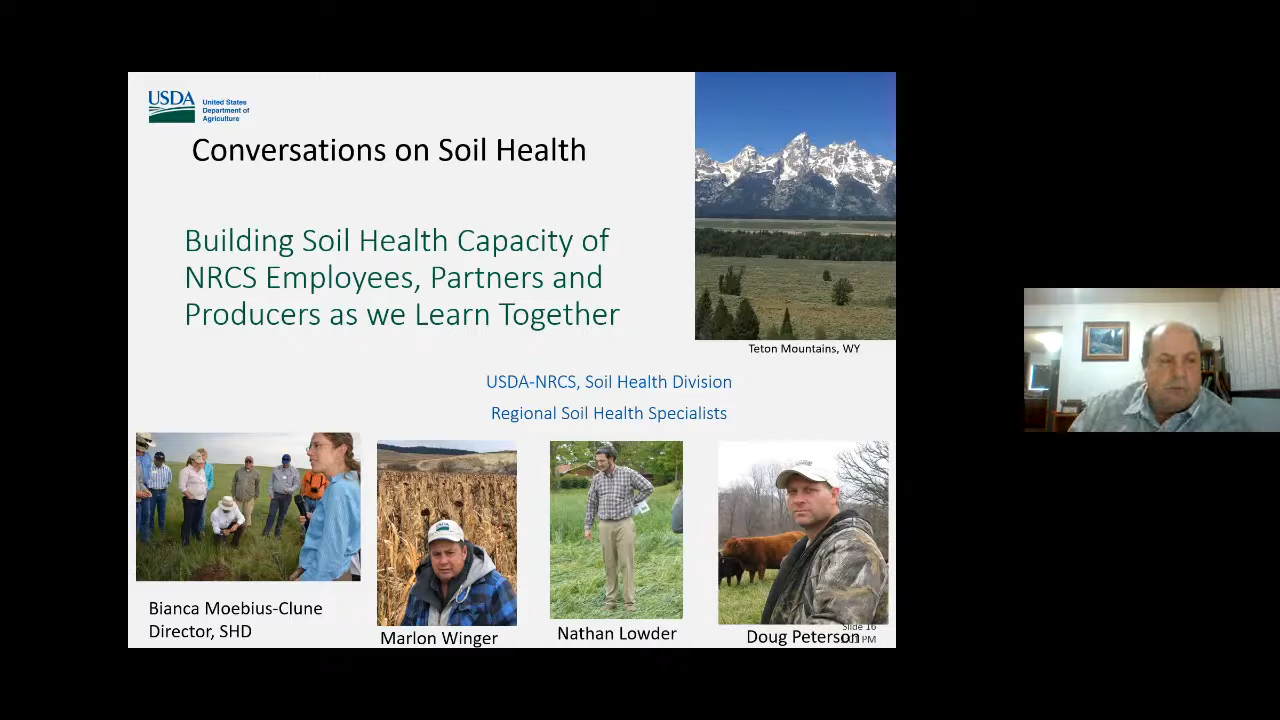 USDA
United States
Department of
Agriculture
Conversations on Soil Health
Building Soil Health Capacity of
NRCS Employees, Partners and
Producers as we Learn Together
Teton Mountains, WY
USDA-NRCS, Soil Health Division
Regional Soil Health Specialists
Bianca Moebius-Clune
Director, SHD
Marlon Winger
Nathan Lowder
Doug Peterson
Slide 16
PM